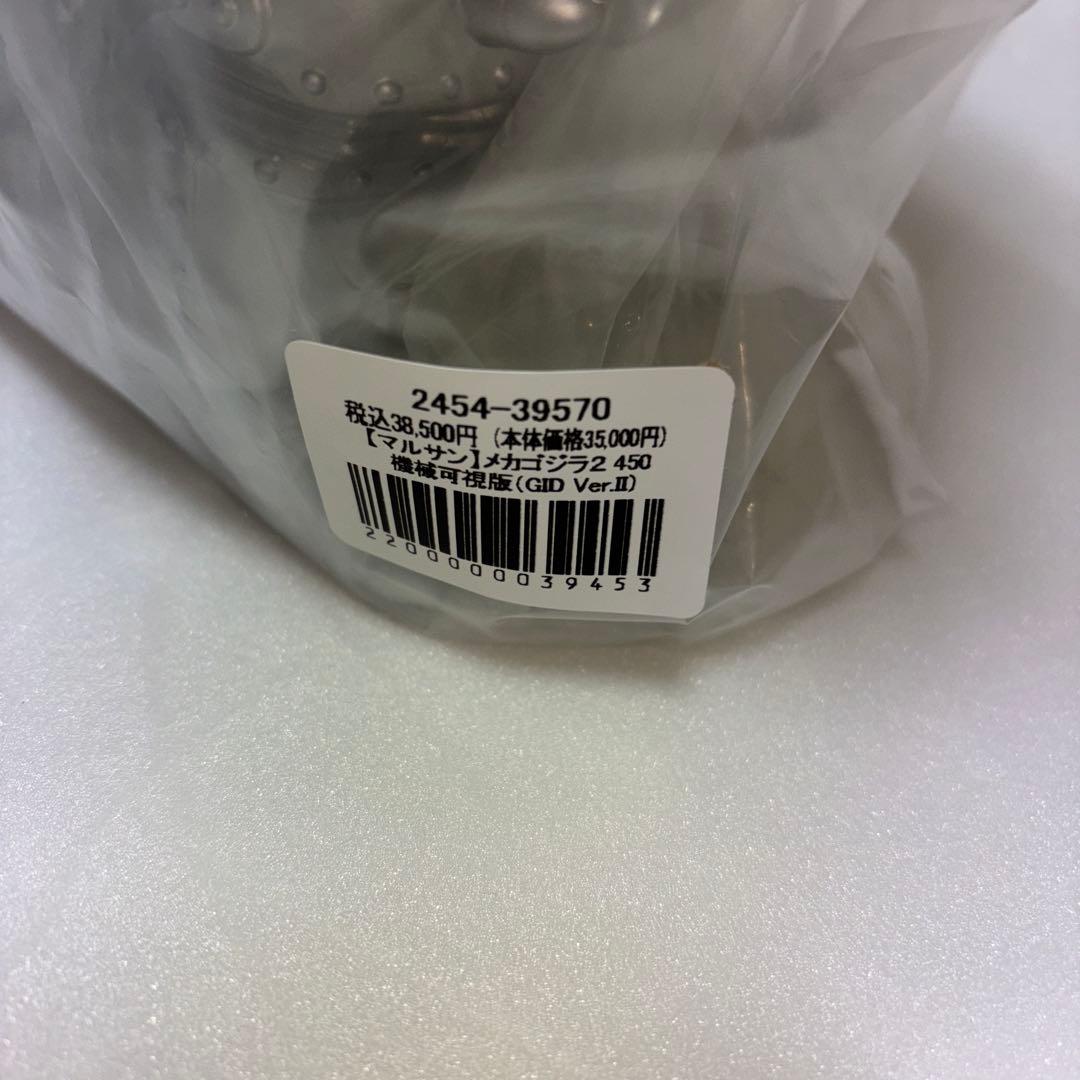 2454-39570
税込38,500円 (本体価格35,000円)
【マルサン】メカゴジラ2 450
機械可視版(GID Ver.Ⅱ)
2200000039453